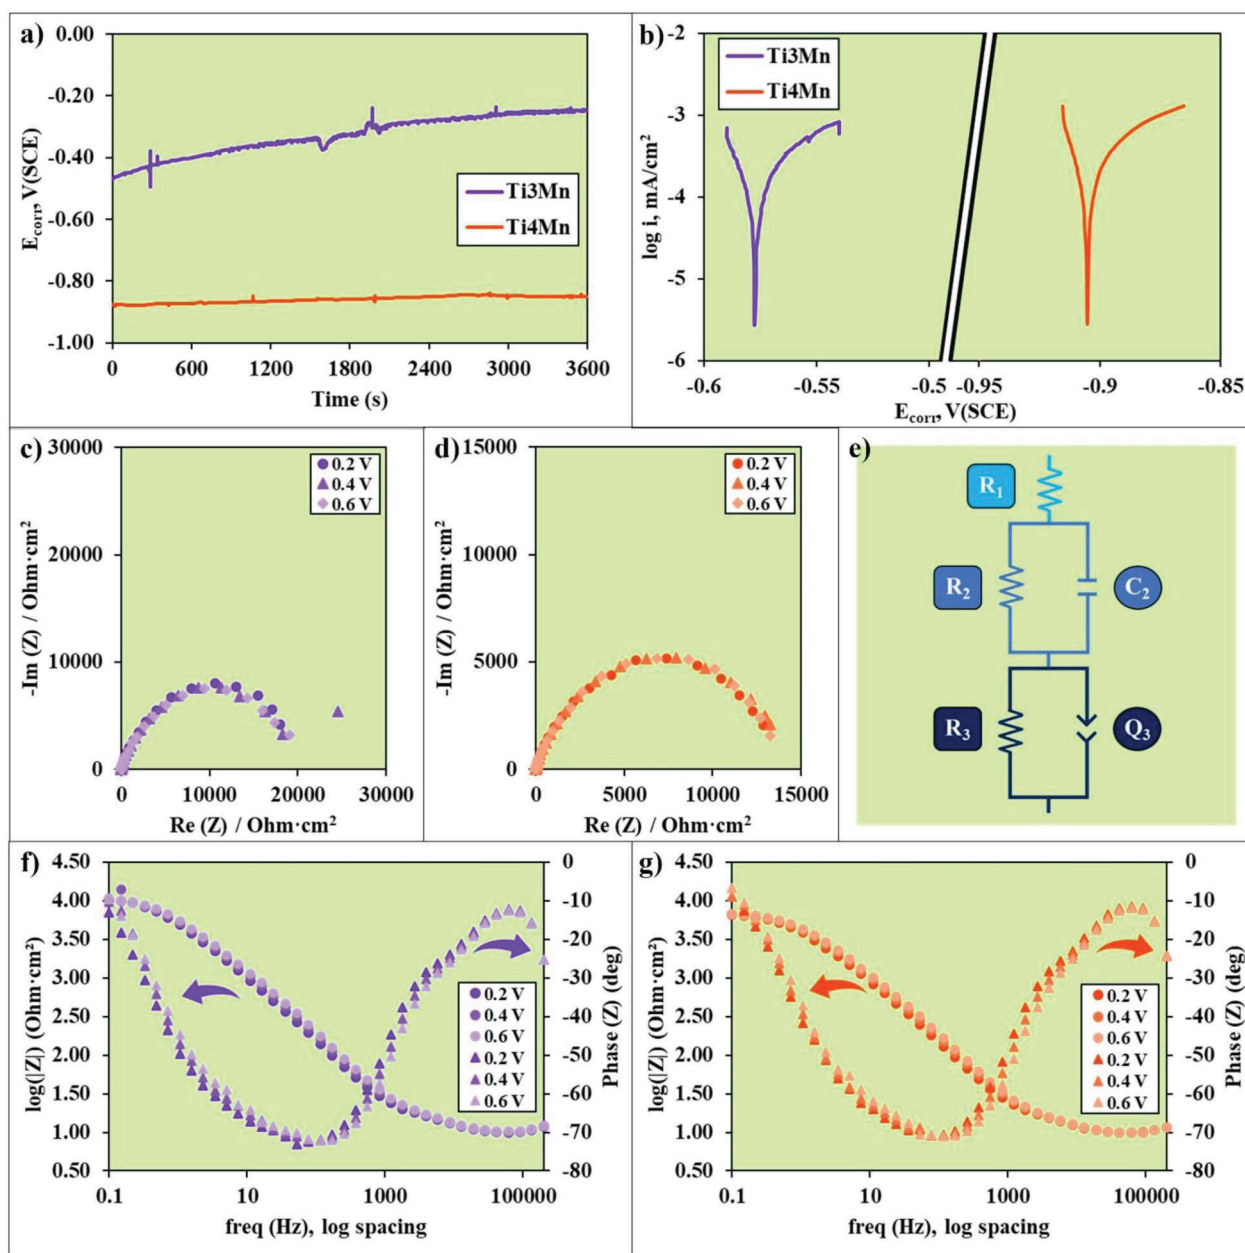 a)
0.00
-0.20
-0.40
-0.60
-0.80
-1.00
E_corr, V(SCE)
Ti3Mn
Ti4Mn
0 600 1200 1800 2400 3000 3600
Time (s)
b)
-2
-3
-4
-5
-6
log i, mA/cm²
Ti3Mn
Ti4Mn
-0.6 -0.55 -0.5 -0.95 -0.9 -0.85
E_corr, V(SCE)
c)
30000
20000
10000
0
-Im (Z) / Ohm·cm²
0.2 V
0.4 V
0.6 V
0 10000 20000 30000
Re (Z) / Ohm·cm²
d)
15000
10000
5000
0
-Im (Z) / Ohm·cm²
0.2 V
0.4 V
0.6 V
0 5000 10000 15000
Re (Z) / Ohm·cm²
e)
R₁
R₂ C₂
R₃ Q₃
f)
4.50
4.00
3.50
3.00
2.50
2.00
1.50
1.00
0.50
log(|Z|) (Ohm·cm²)
0.2 V
0.4 V
0.6 V
0.2 V
0.4 V
0.6 V
0
-10
-20
-30
-40
-50
-60
-70
-80
Phase (Z) (deg)
0.1 10 1000 100000
freq (Hz), log spacing
g)
4.50
4.00
3.50
3.00
2.50
2.00
1.50
1.00
0.50
log(|Z|) (Ohm·cm²)
0.2 V
0.4 V
0.6 V
0.2 V
0.4 V
0.6 V
0
-10
-20
-30
-40
-50
-60
-70
-80
Phase (Z) (deg)
0.1 10 1000 100000
freq (Hz), log spacing